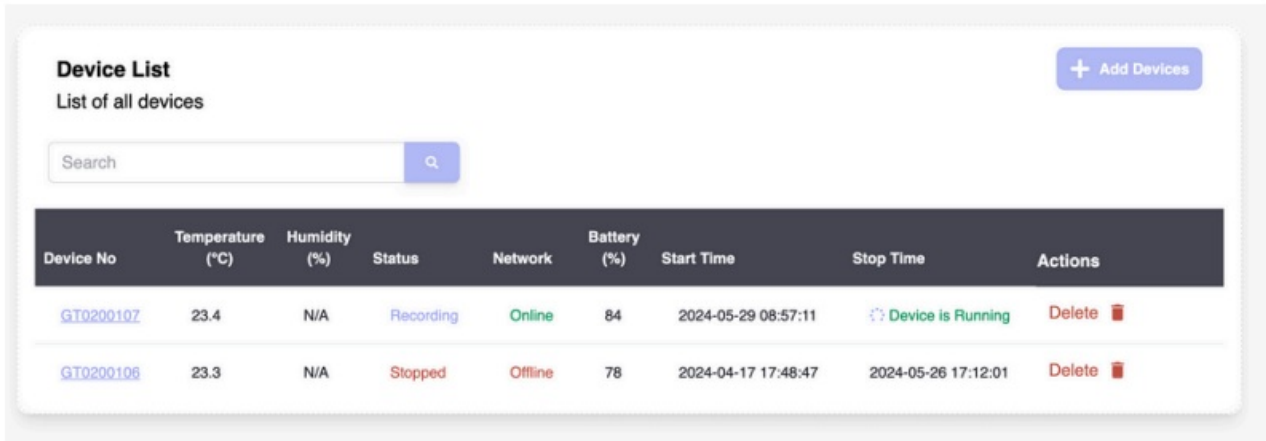 Device List
Add Devices
List of all devices
Search
Device No Temperature (°C) Humidity (%) Status Network Battery (%) Start Time Stop Time Actions
GT0200107 23.4 N/A Recording Online 84 2024-05-29 08:57:11 Device is Running Delete
GT0200106 23.3 N/A Stopped Offline 78 2024-04-17 17:48:47 2024-05-26 17:12:01 Delete